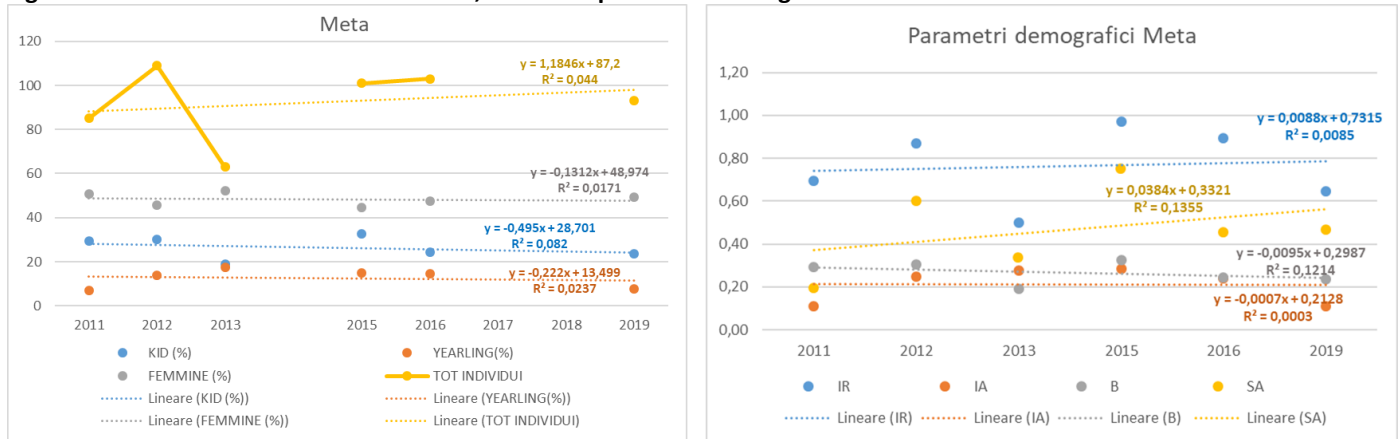 Meta
120
100
80
60
40
20
0
y = 1,1846x + 87,2
R² = 0,044
y = -0,1312x + 48,974
R² = 0,0171
y = -0,495x + 28,701
R² = 0,082
y = -0,222x + 13,499
R² = 0,0237
2011 2012 2013 2015 2016 2017 2018 2019
KID (%) YEARLING(%)
FEMMINE (%) TOT INDIVIDUI
Lineare (KID (%)) Lineare (YEARLING(%))
Lineare (FEMMINE (%)) Lineare (TOT INDIVIDUI)
Parametri demografici Meta
1,20
1,00
0,80
0,60
0,40
0,20
0,00
y = 0,0088x + 0,7315
R² = 0,0085
y = 0,0384x + 0,3321
R² = 0,1355
y = -0,0095x + 0,2987
R² = 0,1214
y = -0,0007x + 0,2128
R² = 0,0003
2011 2012 2013 2015 2016 2019
IR IA B SA
Lineare (IR) Lineare (IA) Lineare (B) Lineare (SA)